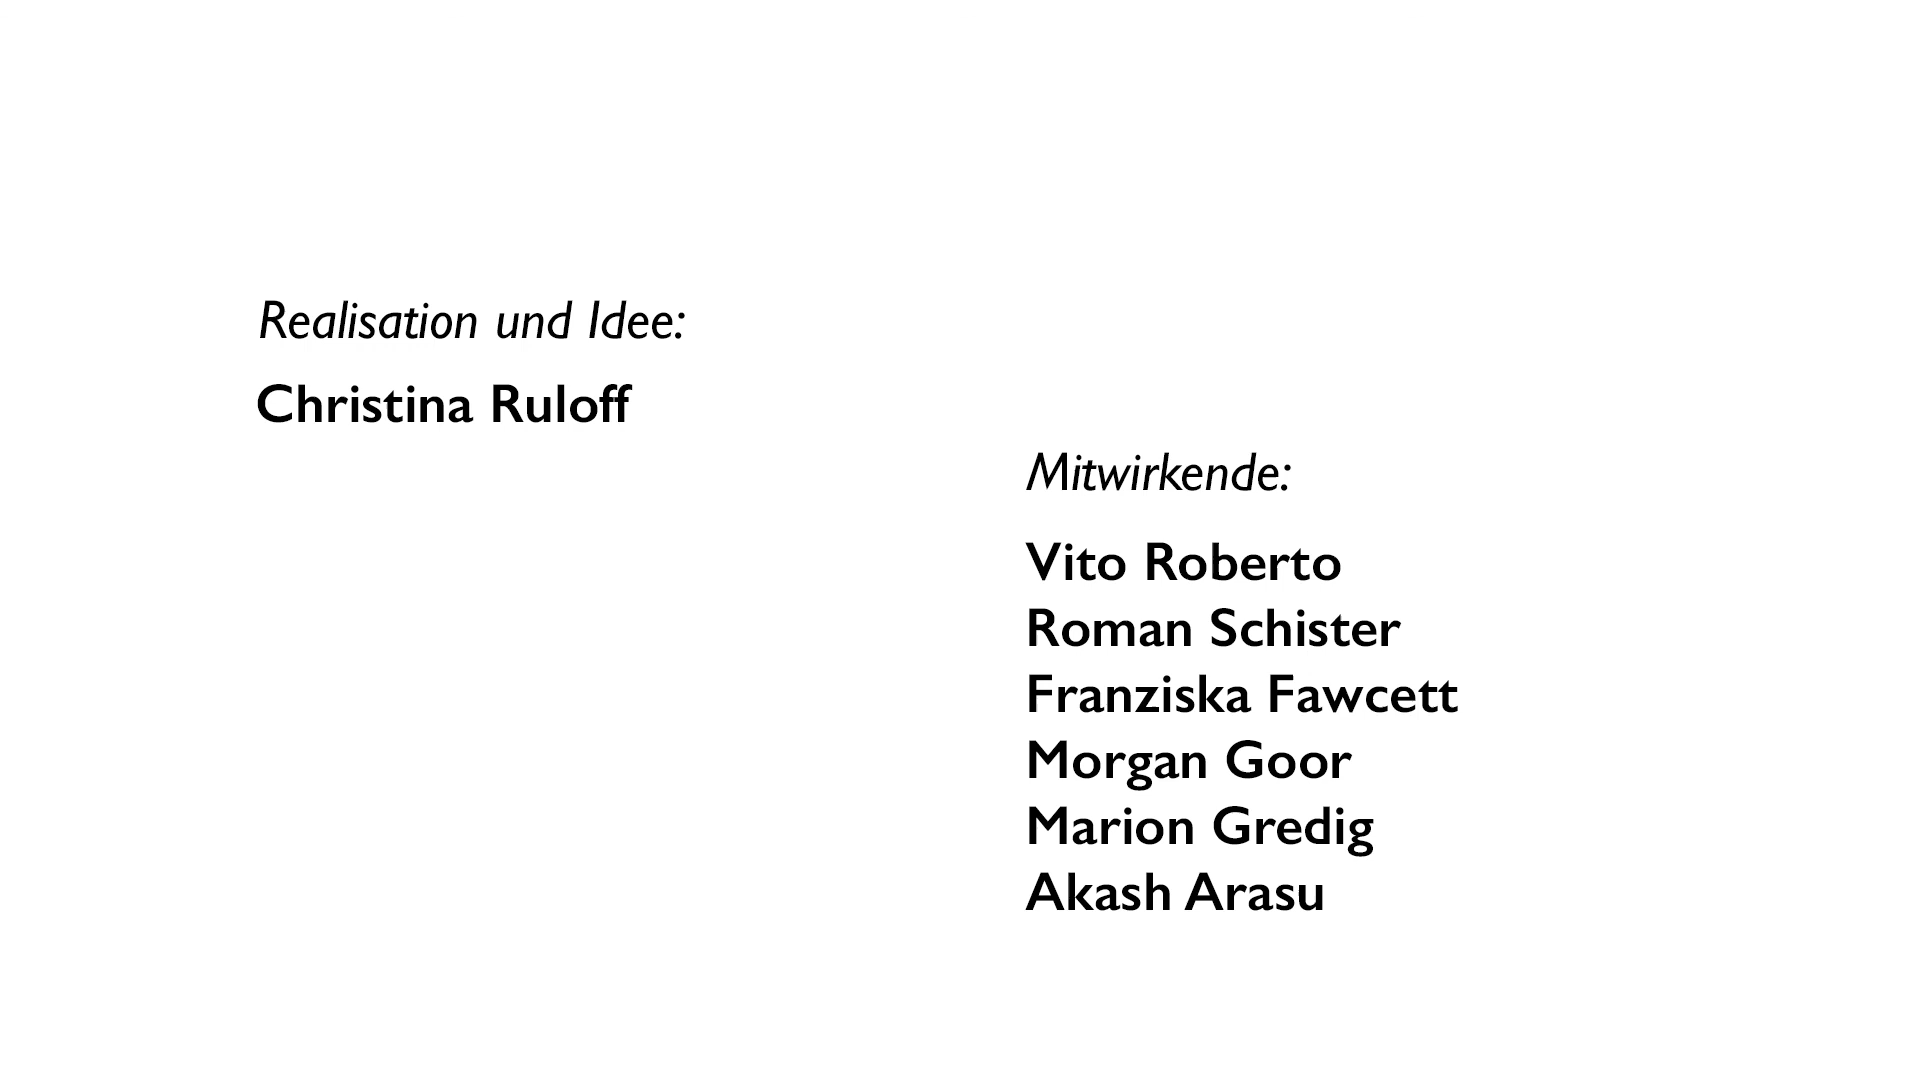 Realisation und Idee:
Christina Ruloff
Mitwirkende:
Vito Roberto
Roman Schister
Franziska Fawcett
Morgan Goor
Marion Gredig
Akash Arasu